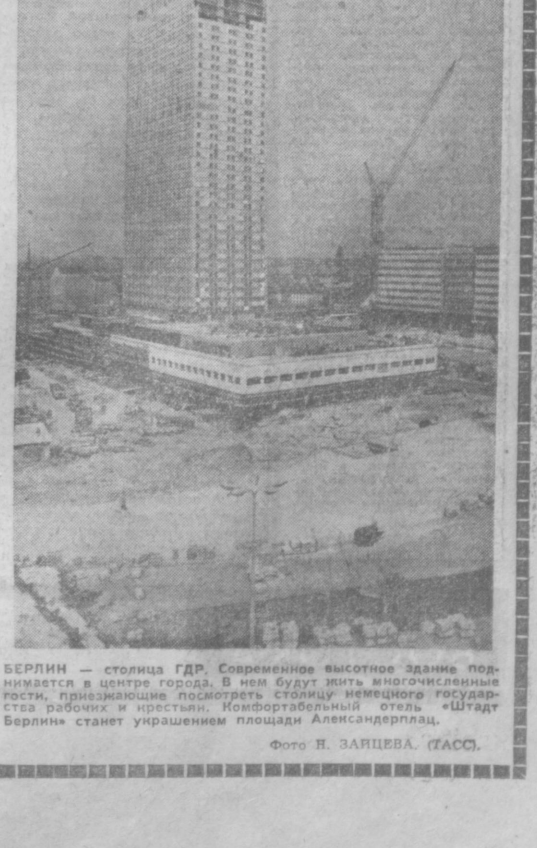 БЕРЛИН — столица ГДР. Современное высотное здание под-
нимается в центре города. В нем будут жить многочисленные
гости, приезжающие посмотреть столицу немецкого государ-
ства рабочих и крестьян. Комфортабельный отель «Штадт
Берлин» станет украшением площади Александерплац.
Фото Н. ЗАЙЦЕВА. (ТАСС).